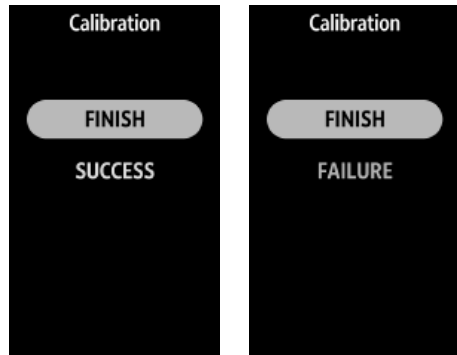 Calibration
FINISH
SUCCESS
Calibration
FINISH
FAILURE